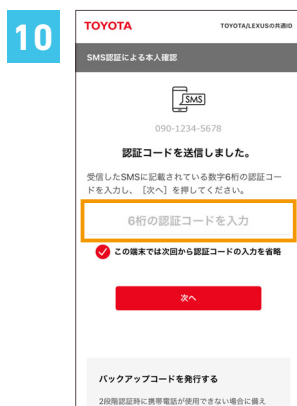 10
TOYOTA
TOYOTA/LEXUSの共通ID
SMS認証による本人確認
SMS
090-1234-5678
認証コードを送信しました。
受信したSMSに記載されている数字6桁の認証コー
ドを入力し、［次へ］を押してください。
6桁の認証コードを入力
この端末では次回から認証コードの入力を省略
次へ
バックアップコードを発行する
2段階認証時に携帯電話が使用できない場合に備え